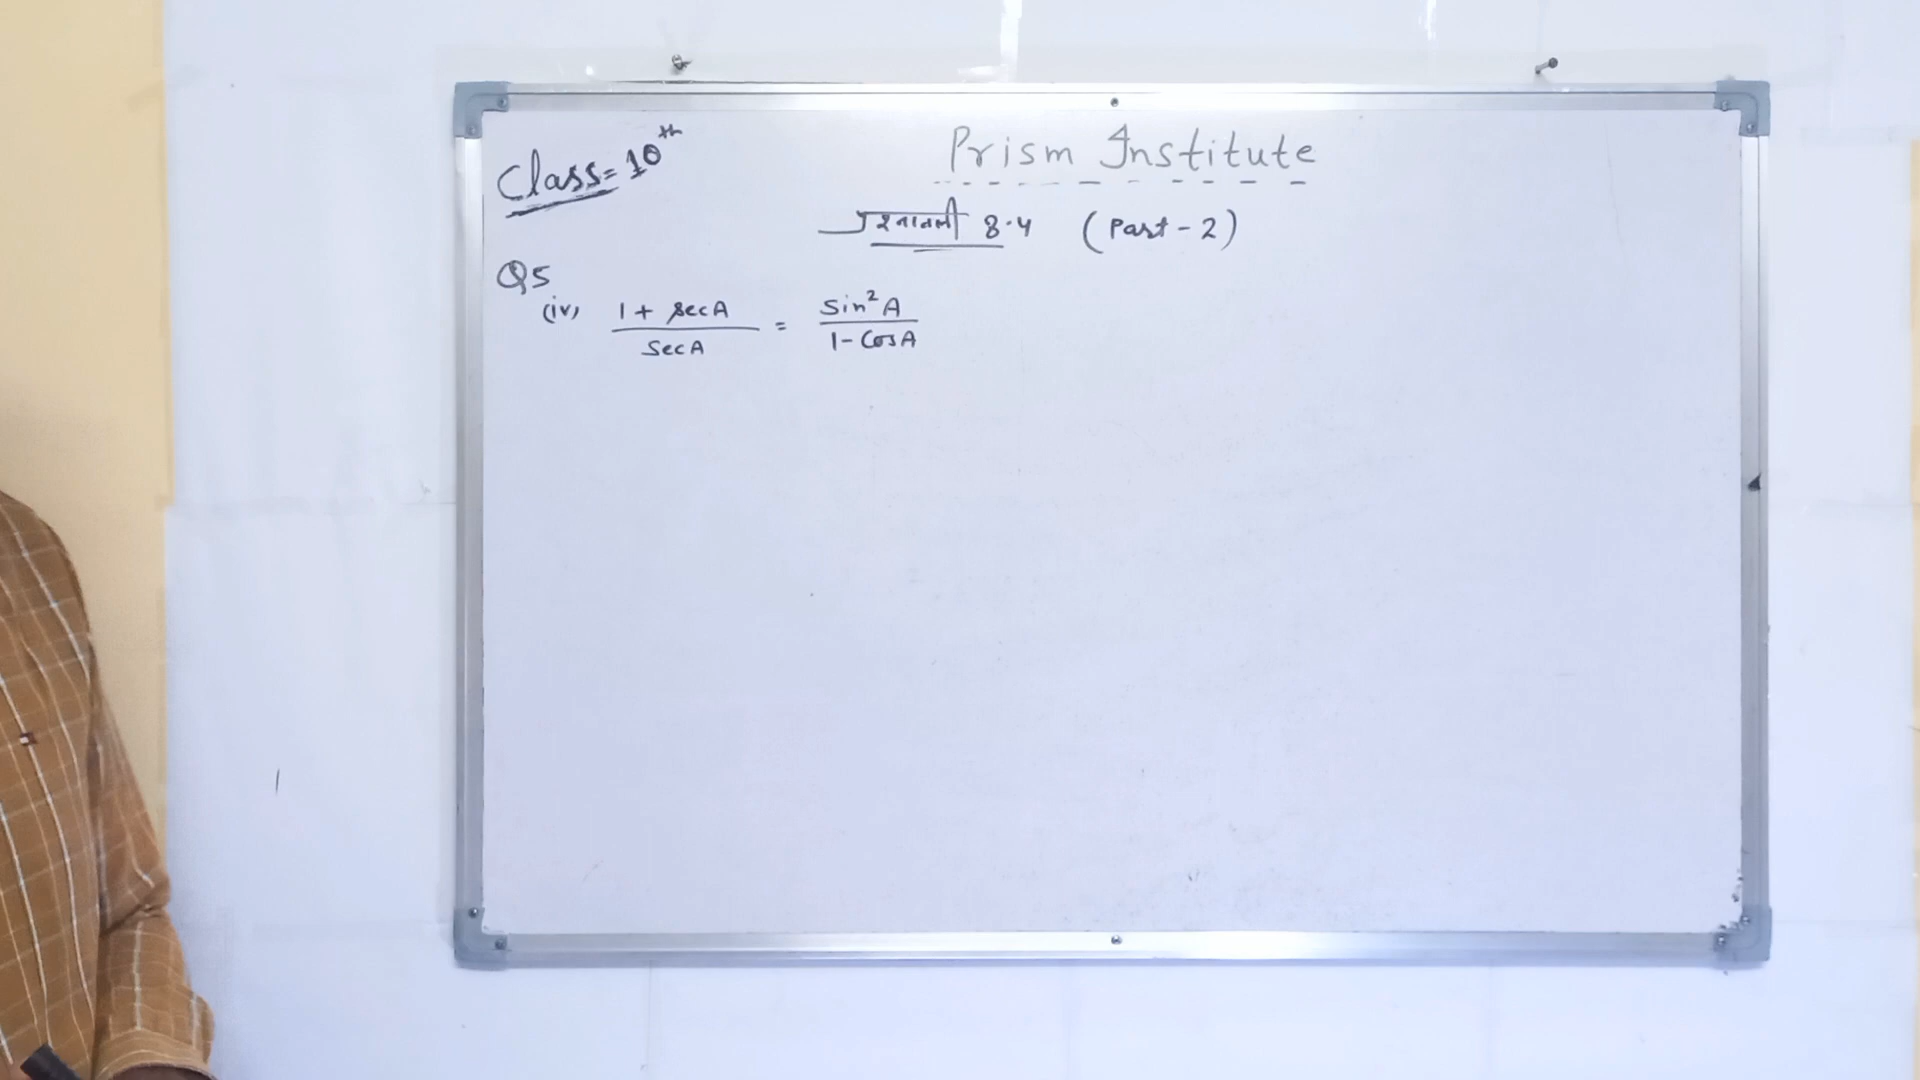 Class = 10th
Prism Institute
प्रश्नावली 8.4 (Part - 2)
Q5
(iv) (1 + secA)/(SecA) = (Sin²A)/(1 - CosA)